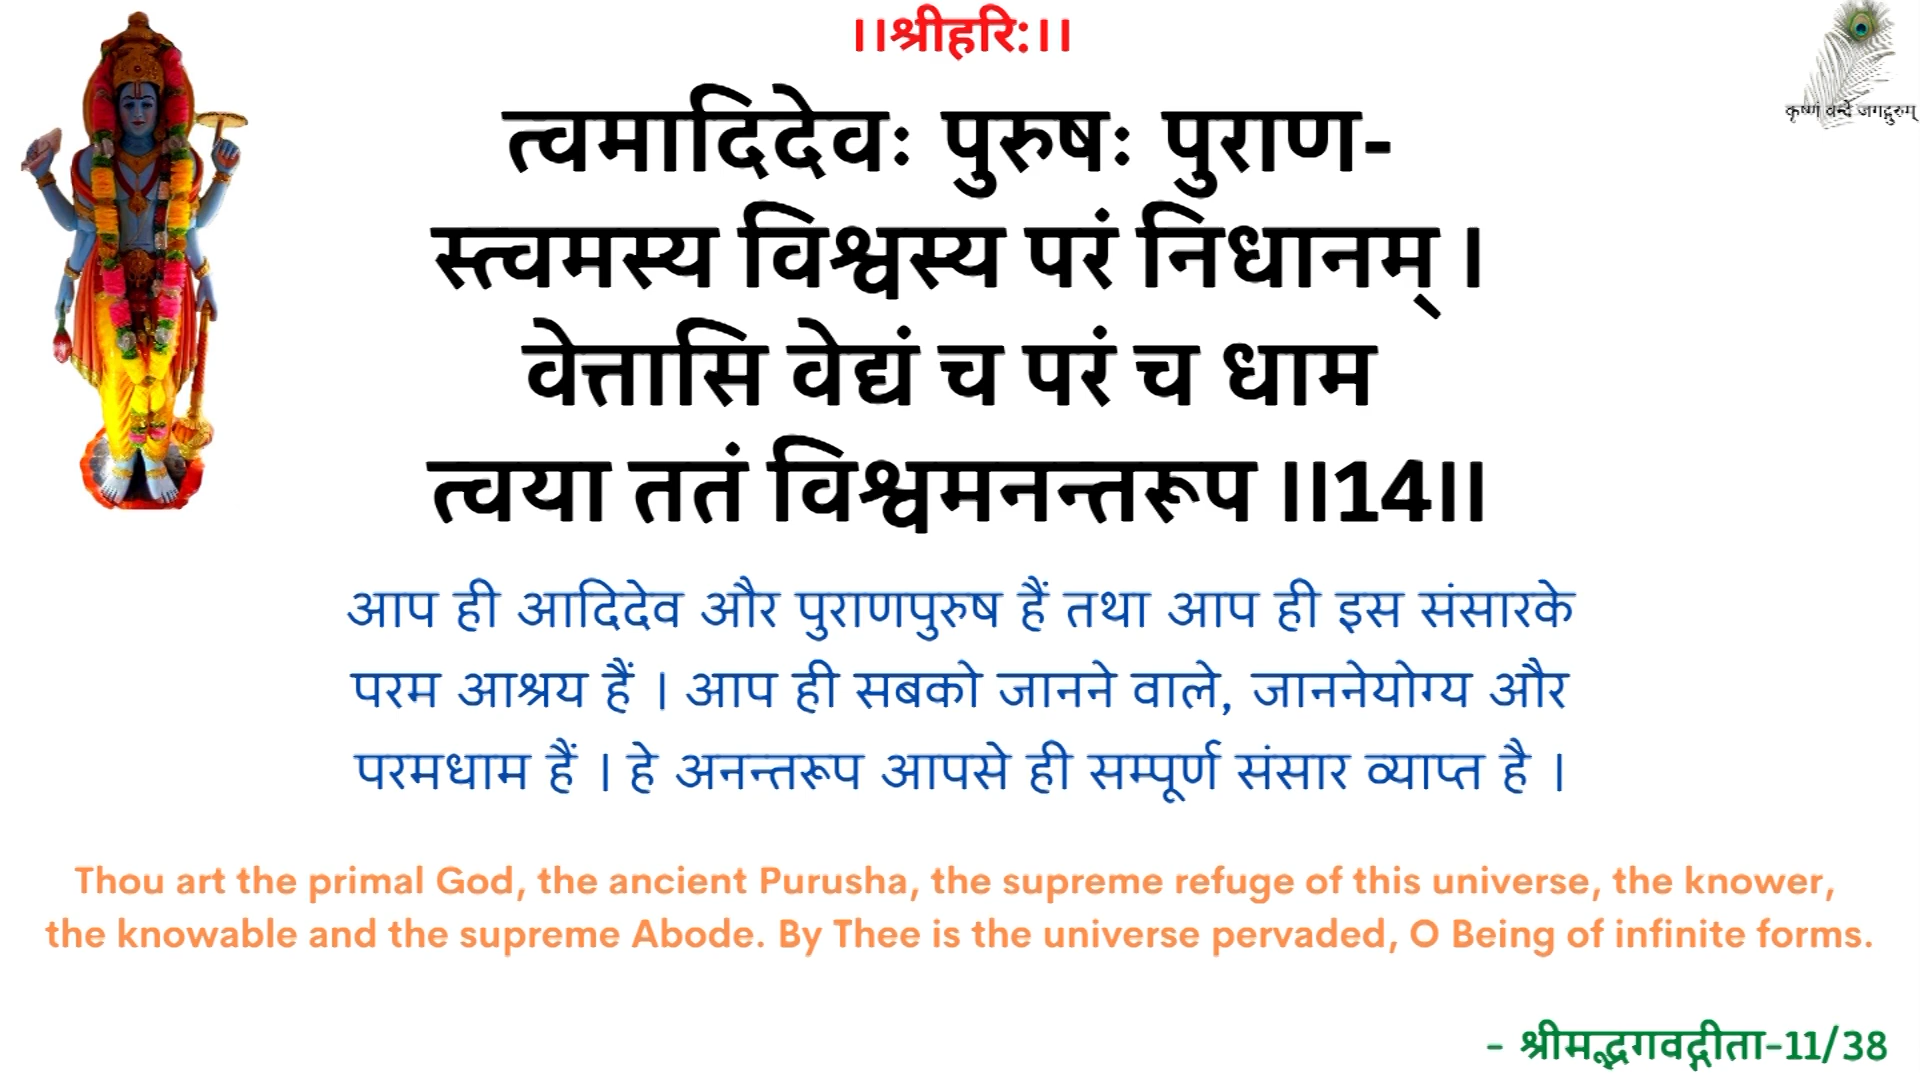 ।।श्रीहरि:।।
कृष्णं वन्दे जगद्गुरुम्
त्वमादिदेवः पुरुषः पुराण-
स्त्वमस्य विश्वस्य परं निधानम् ।
वेत्तासि वेद्यं च परं च धाम
त्वया ततं विश्वमनन्तरूप ।।14।।
आप ही आदिदेव और पुराणपुरुष हैं तथा आप ही इस संसारके
परम आश्रय हैं । आप ही सबको जानने वाले, जाननेयोग्य और
परमधाम हैं । हे अनन्तरूप आपसे ही सम्पूर्ण संसार व्याप्त है ।
Thou art the primal God, the ancient Purusha, the supreme refuge of this universe, the knower,
the knowable and the supreme Abode. By Thee is the universe pervaded, O Being of infinite forms.
- श्रीमद्भगवद्गीता-11/38